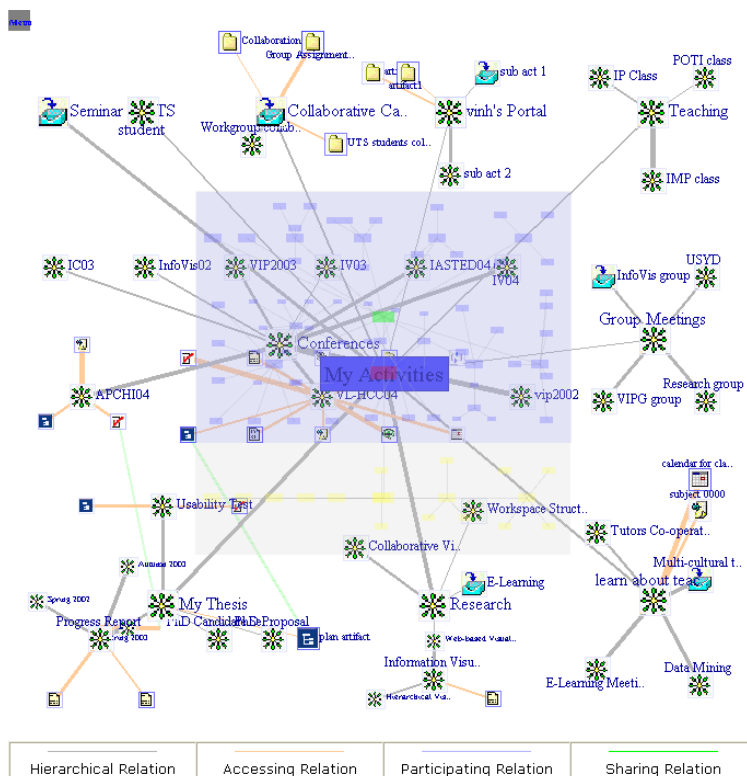 Menu
Collaboration
Group Assignment..
Seminar
TS
student
Collaborative Ca..
Workgroup contb..
UTS students col..
artifact1
sub act 1
vinh's Portal
sub act 2
IP Class
POTI class
Teaching
IMP class
IC03
InfoVis02
VIP2003
IV03
IASTED04
IV04
InfoVis group
USYD
Group Meetings
Conferences
My Activities
APCHI04
VL-HCC04
vip2002
VIPG group
Research group
calendar for cla..
subject 0000
Usability Test
Workspace Struct..
Tutors Co-operat..
Collaborative Vi..
Autumn 2003
Multi-cultural t..
E-Learning
learn about teac..
Spring 2002
My Thesis
Research
Progress Report
PhD Proposal
plan artifact
Web-based Visual..
Information Visu..
Data Mining
E-Learning Meeti..
Hierarchical Vis..
Hierarchical Relation
Accessing Relation
Participating Relation
Sharing Relation